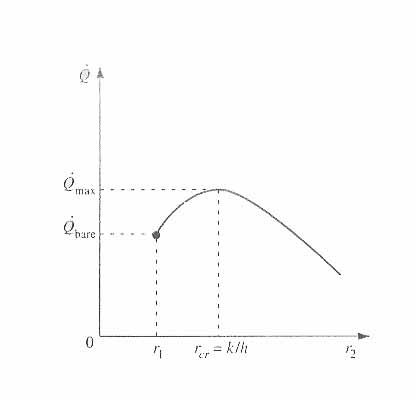 Q̇
Q̇max
Q̇bare
0
r1
rcr = k/h
r2